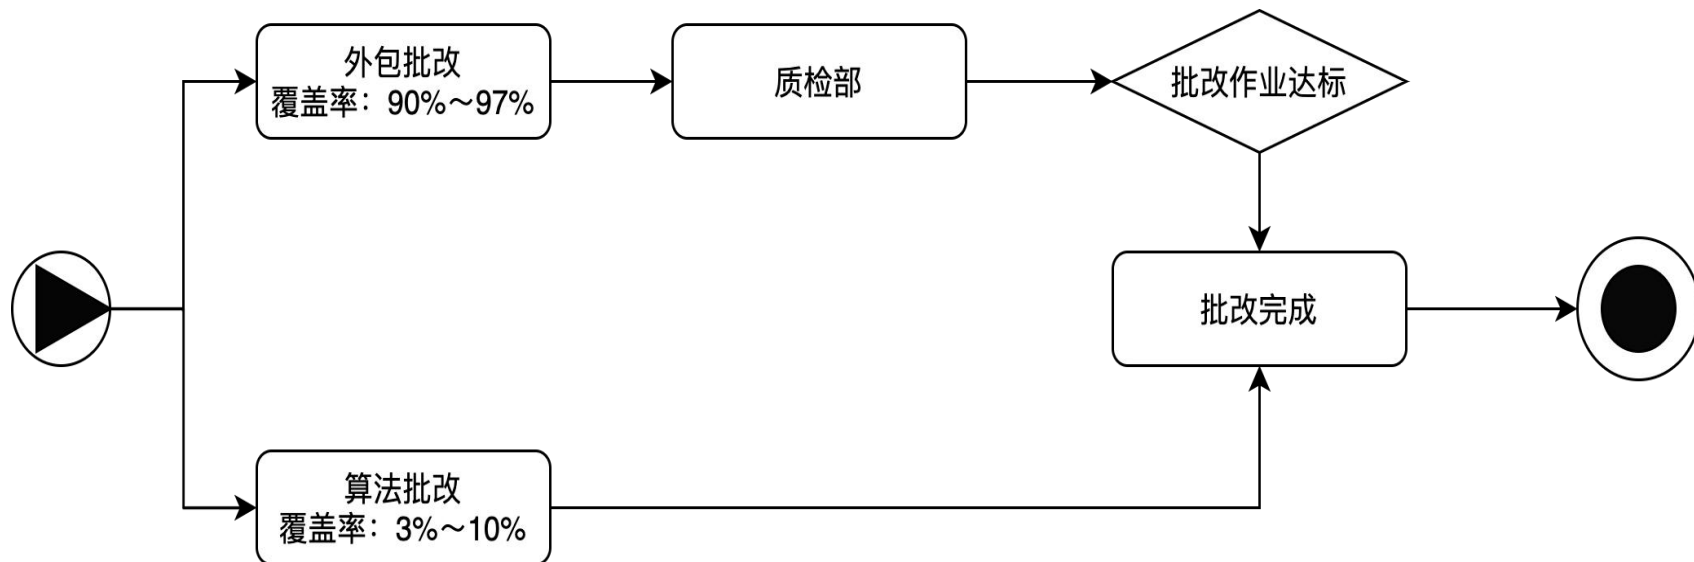 外包批改
覆盖率：90%～97%
质检部
批改作业达标
批改完成
算法批改
覆盖率：3%～10%